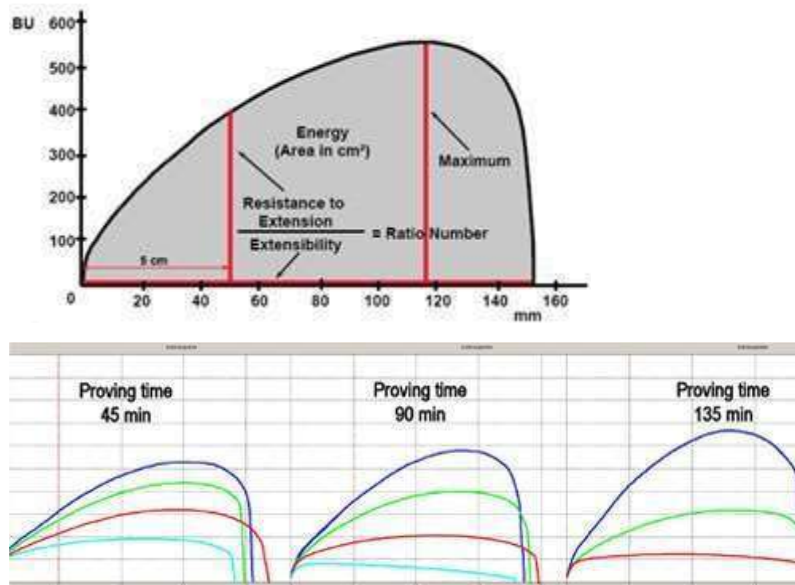 BU
600
500
400
300
200
100
0
Energy
(Area in cm²)
Maximum
Resistance to
Extension
Extensibility
= Ratio Number
5 cm
20
40
60
80
100
120
140
160
mm
Proving time
45 min
Proving time
90 min
Proving time
135 min